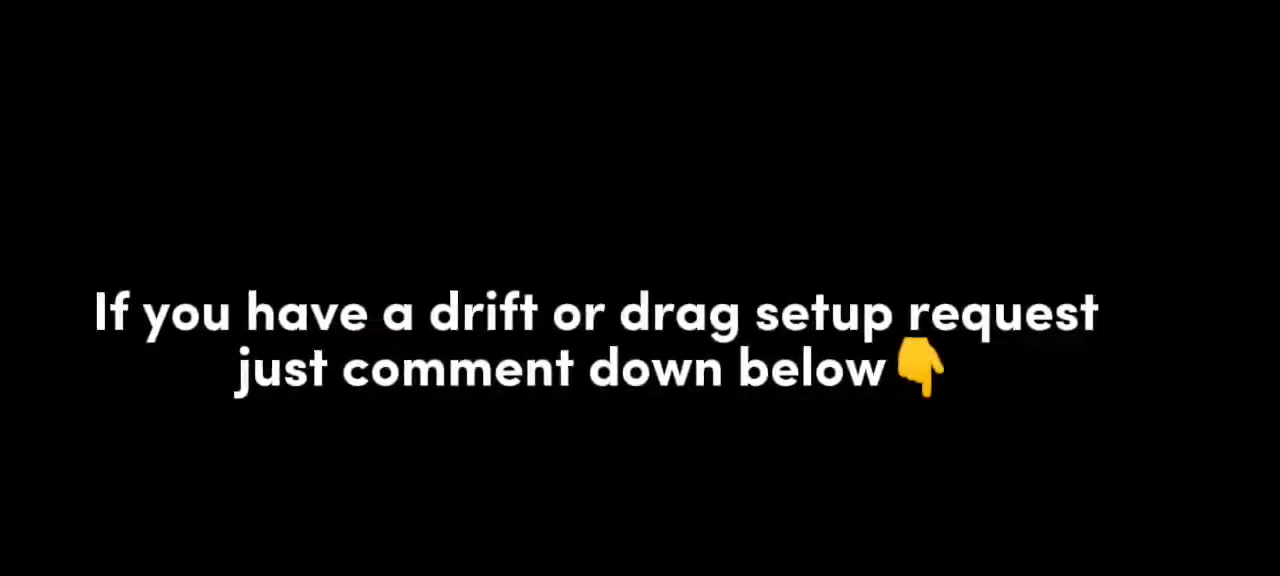 If you have a drift or drag setup request
just comment down below👇